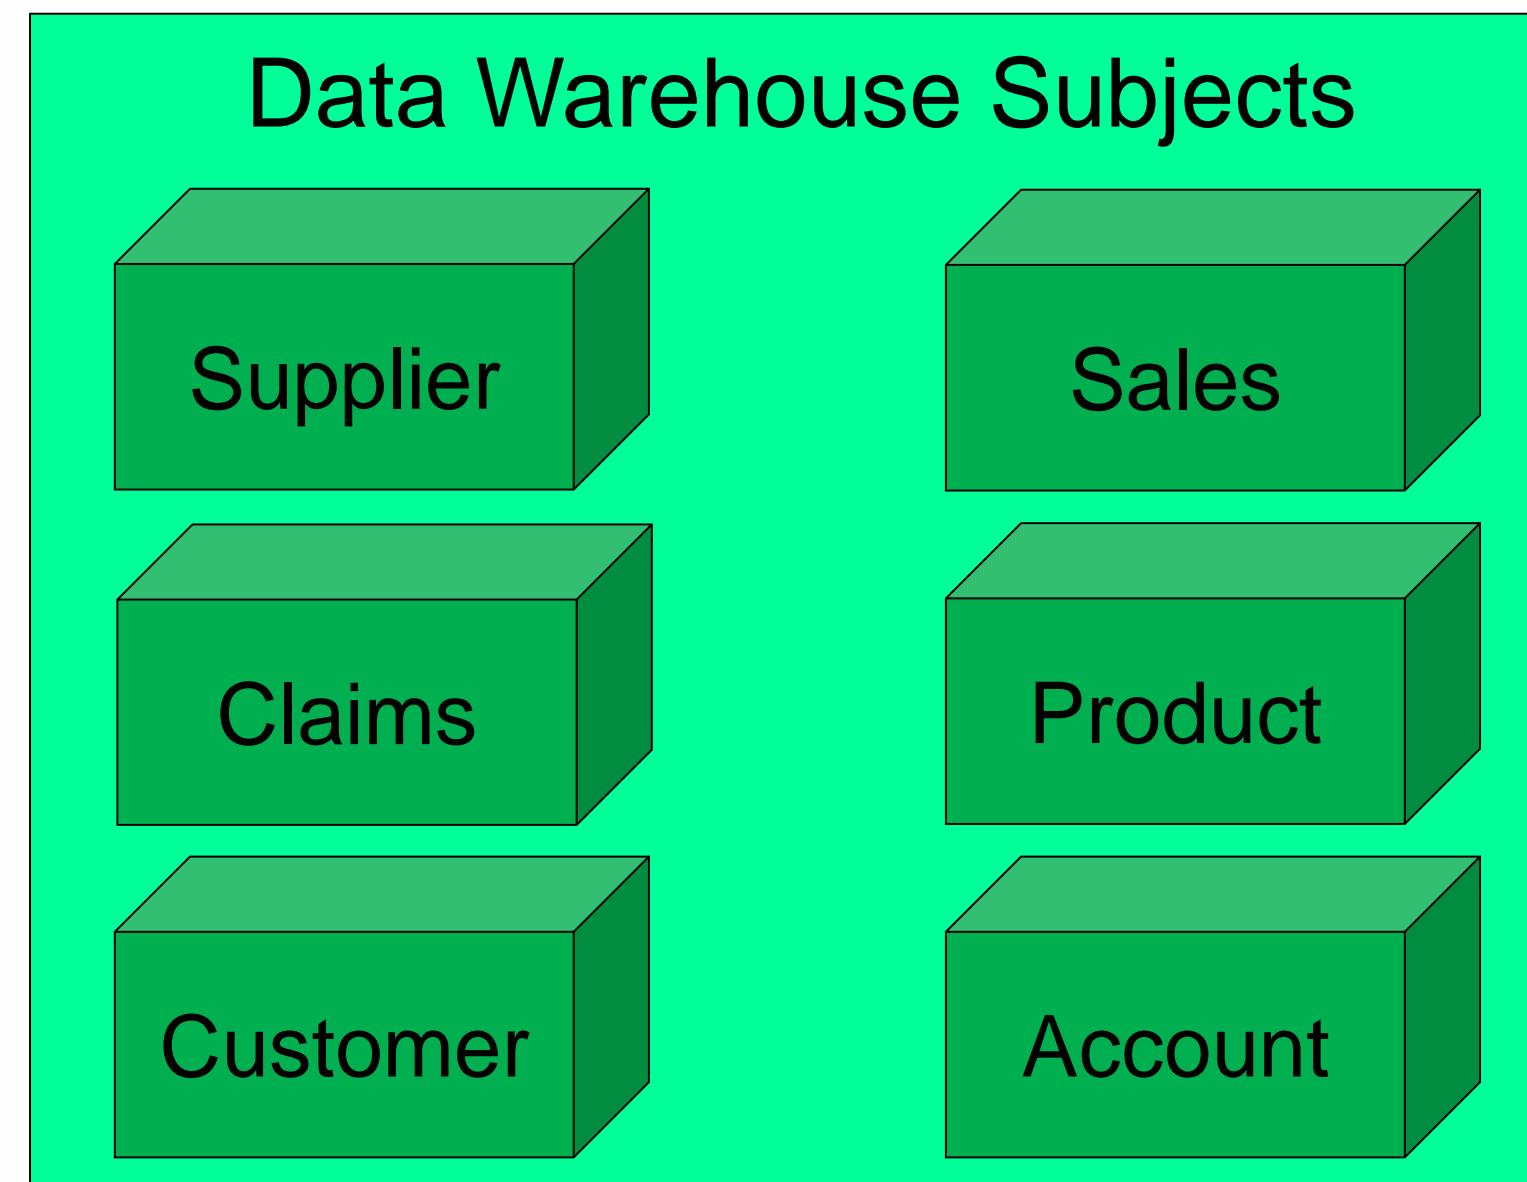 Data Warehouse Subjects
Supplier
Sales
Claims
Product
Customer
Account